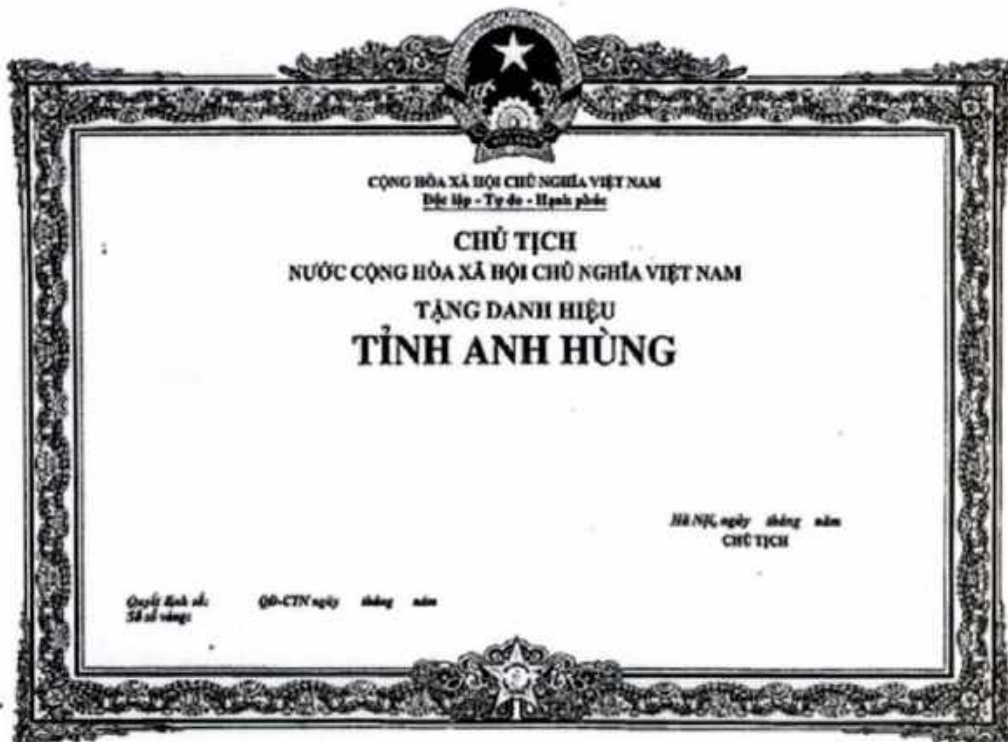 CỘNG HÒA XÃ HỘI CHỦ NGHĨA VIỆT NAM
Độc lập - Tự do - Hạnh phúc
CHỦ TỊCH
NƯỚC CỘNG HÒA XÃ HỘI CHỦ NGHĨA VIỆT NAM
TẶNG DANH HIỆU
TỈNH ANH HÙNG
Hà Nội, ngày tháng năm
CHỦ TỊCH
Quyết định số: QĐ-CTN ngày tháng năm
Số sổ vàng: